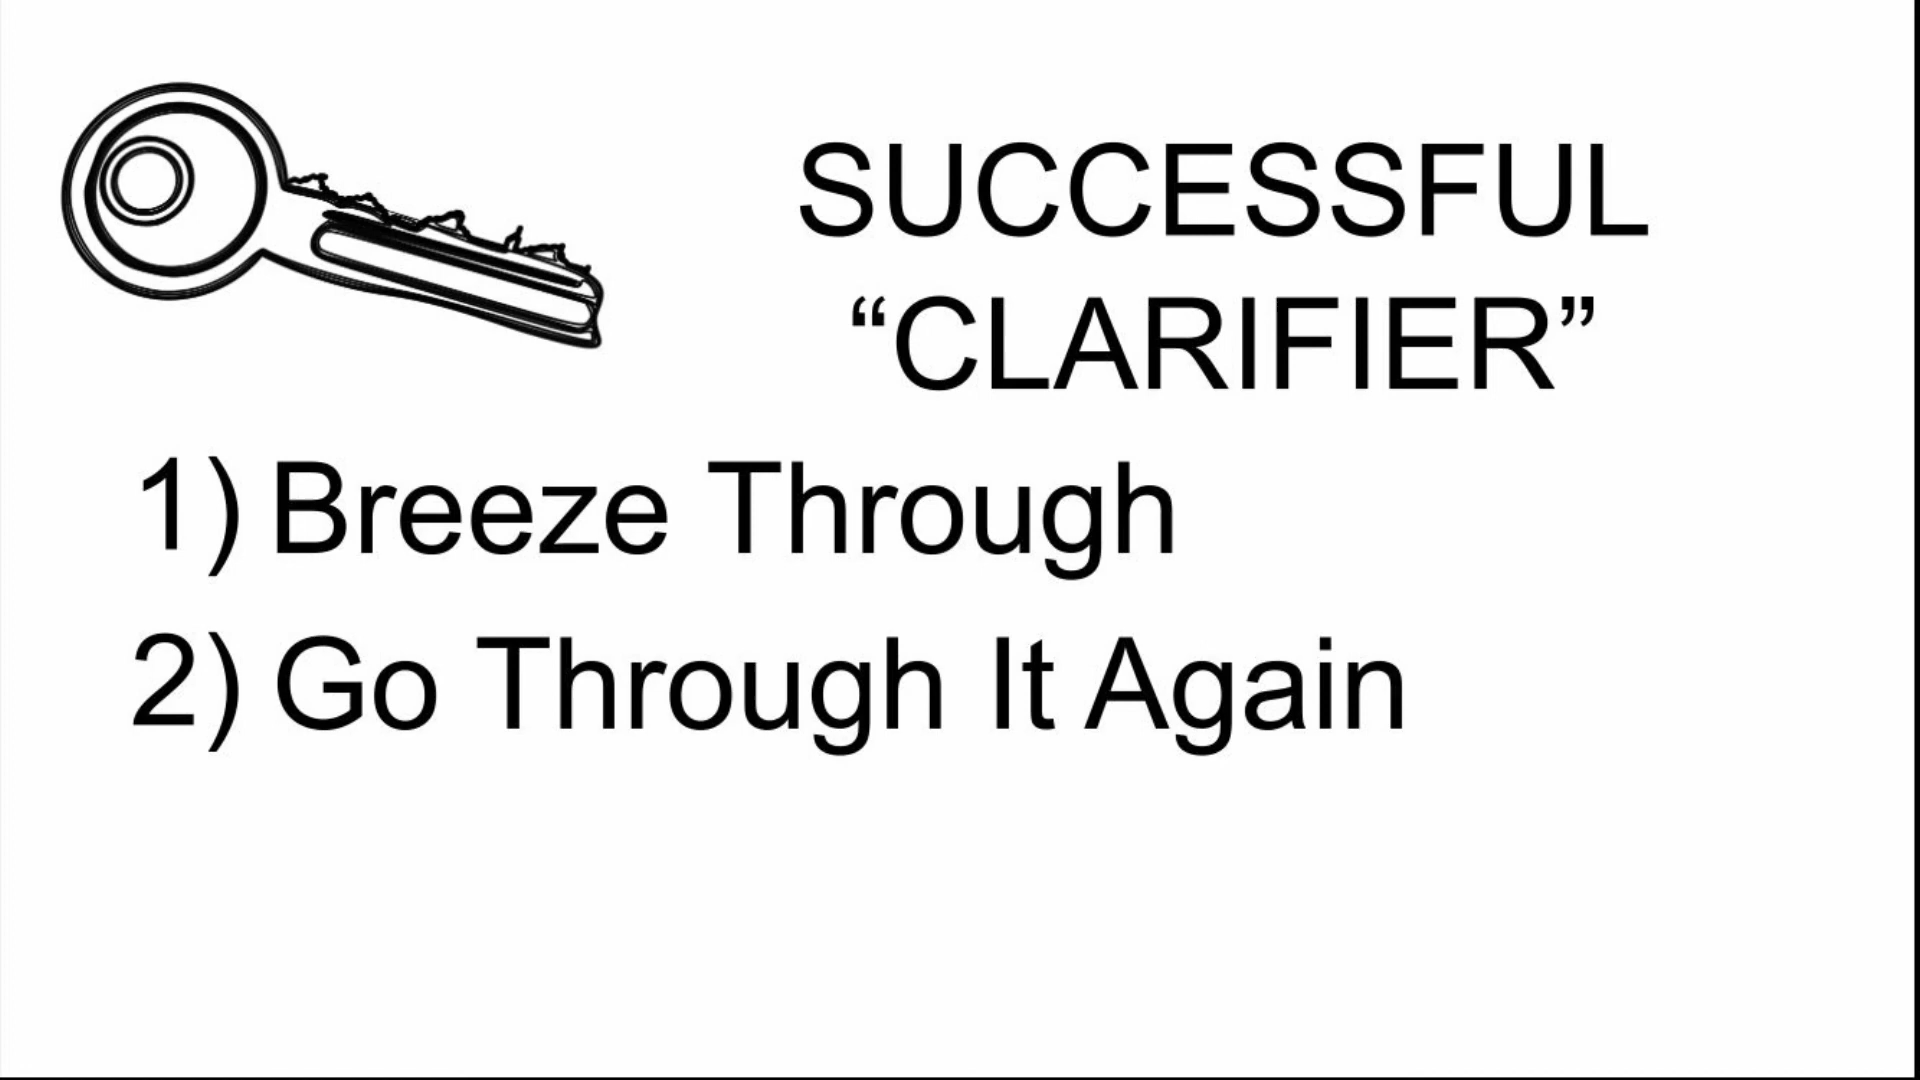 SUCCESSFUL
“CLARIFIER”
1) Breeze Through
2) Go Through It Again